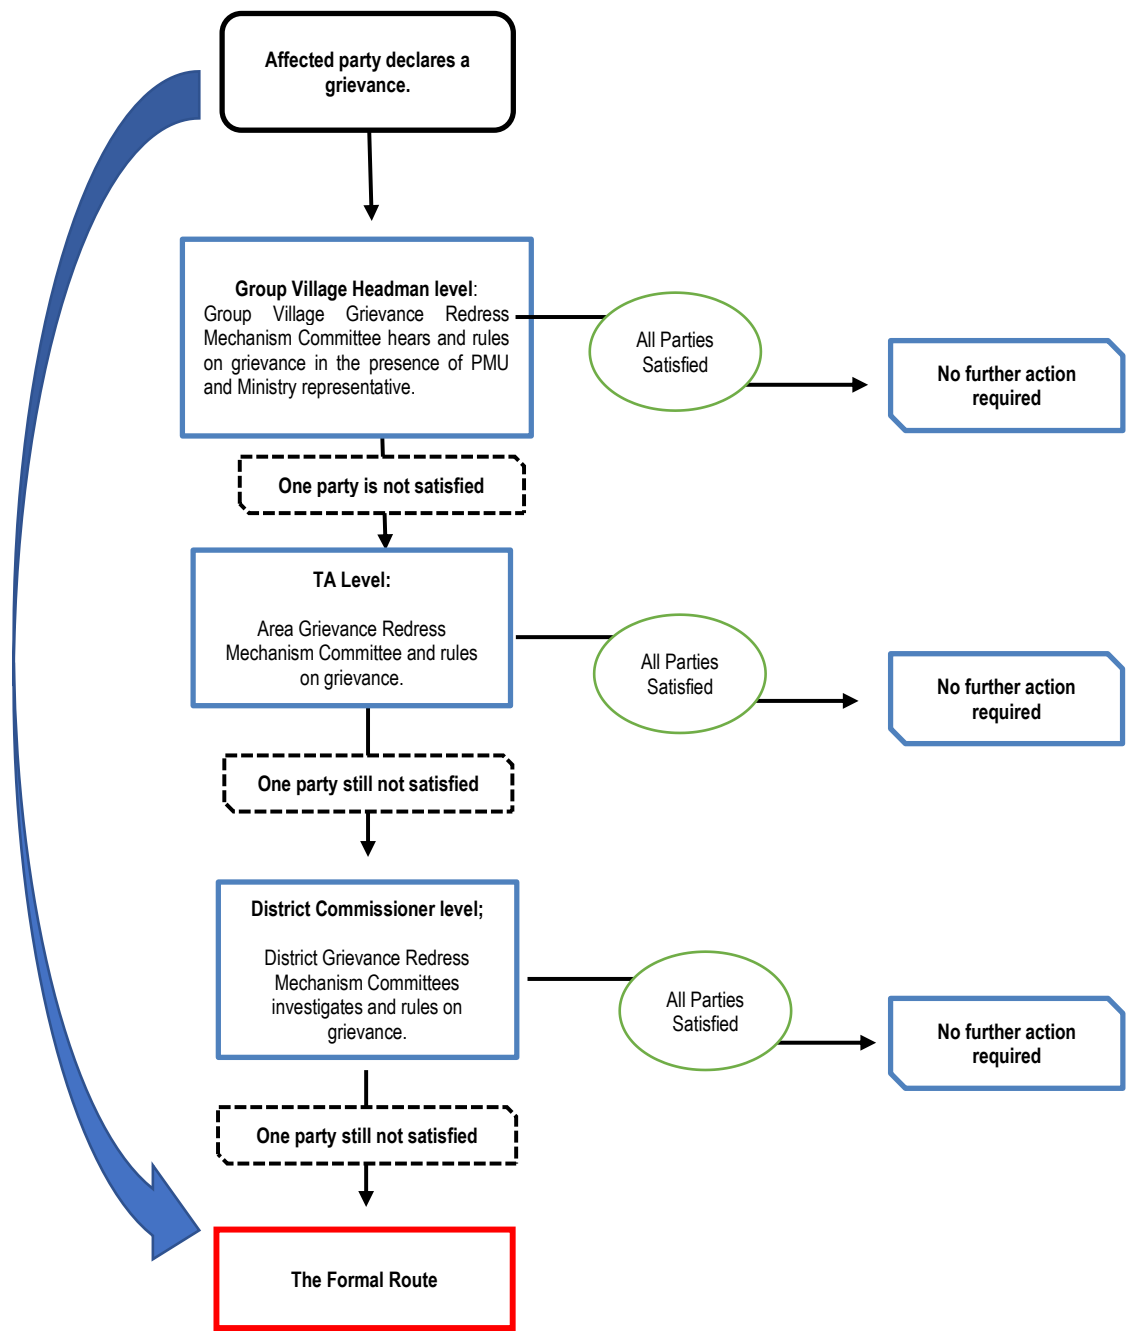 Affected party declares a
grievance.
Group Village Headman level:
Group Village Grievance Redress
Mechanism Committee hears and rules
on grievance in the presence of PMU
and Ministry representative.
All Parties
Satisfied
No further action
required
One party is not satisfied
TA Level:
Area Grievance Redress
Mechanism Committee and rules
on grievance.
All Parties
Satisfied
No further action
required
One party still not satisfied
District Commissioner level;
District Grievance Redress
Mechanism Committees
investigates and rules on
grievance.
All Parties
Satisfied
No further action
required
One party still not satisfied
The Formal Route